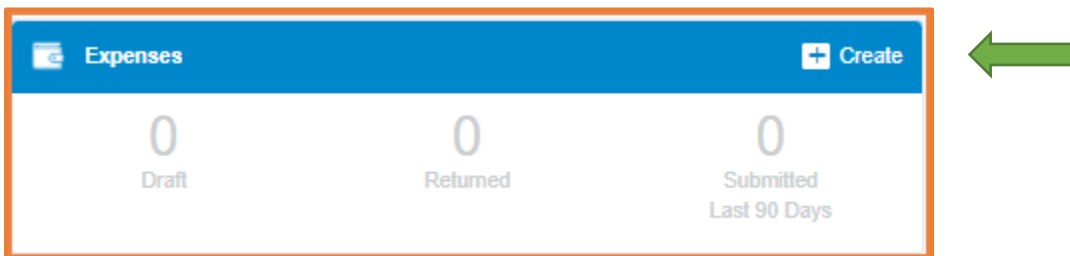 Expenses + Create
0 0 0
Draft Returned Submitted
Last 90 Days